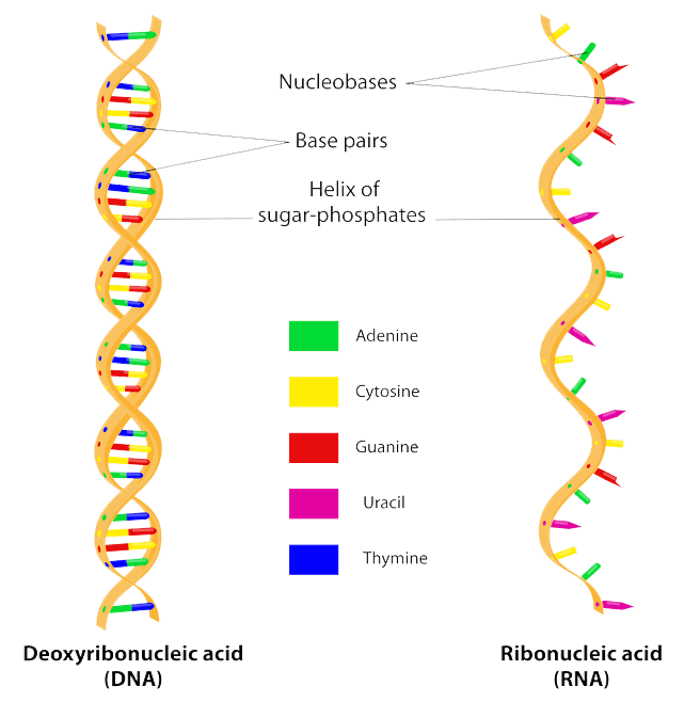 Nucleobases
Base pairs
Helix of
sugar-phosphates
Adenine
Cytosine
Guanine
Uracil
Thymine
Deoxyribonucleic acid
(DNA)
Ribonucleic acid
(RNA)